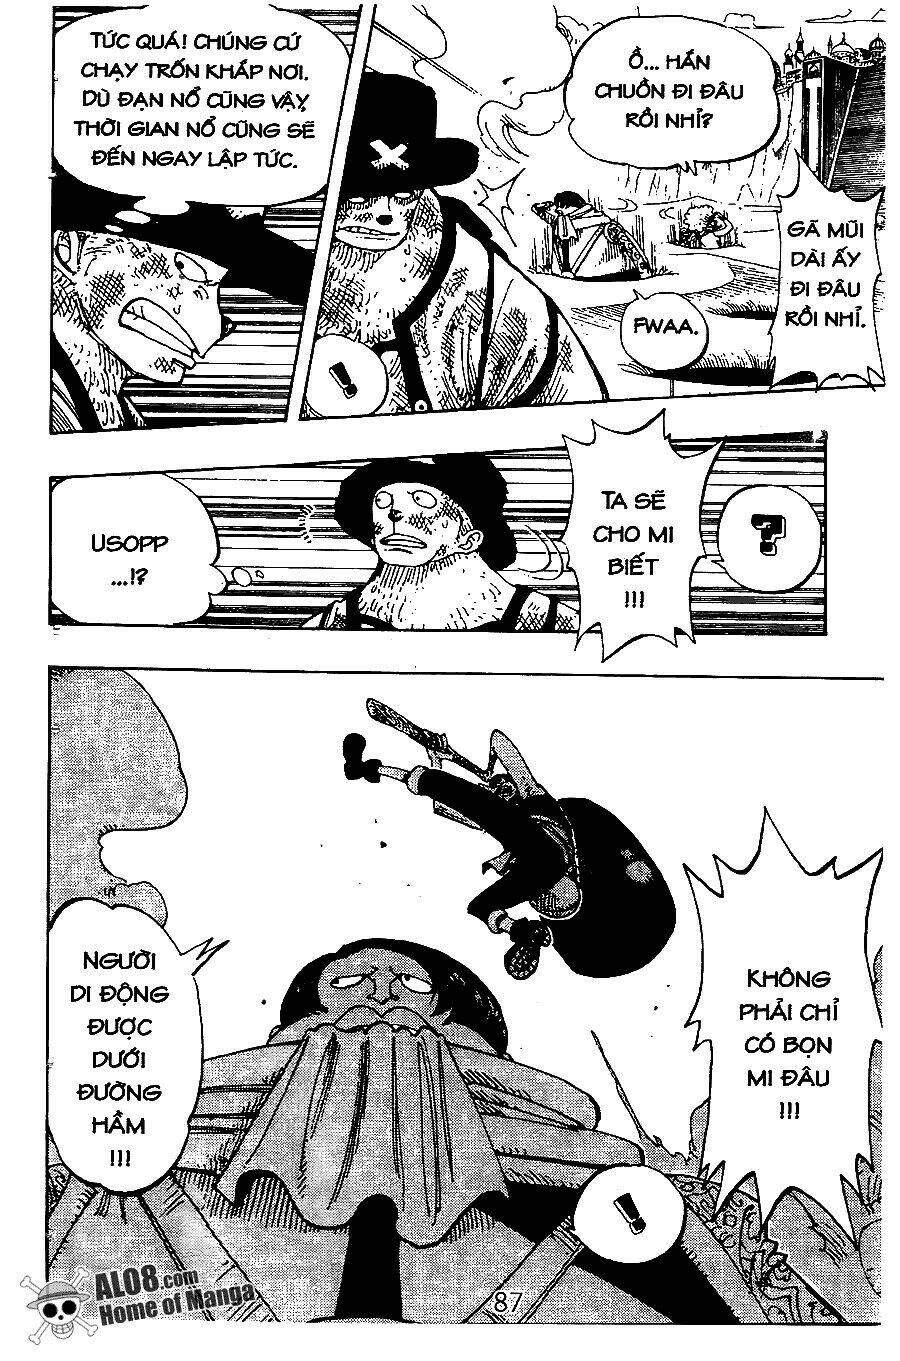 TỨC QUÁ! CHÚNG CỨ
CHẠY TRỐN KHẮP NƠI.
DÙ ĐẠN NỔ CŨNG VẬY,
THỜI GIAN NỔ CŨNG SẼ
ĐẾN NGAY LẬP TỨC.
Ồ... HẮN
CHUỒN ĐI ĐÂU
RỒI NHỈ?
GÃ MŨI
DÀI ẤY
ĐI ĐÂU
RỒI NHỈ.
FWAA.
!
USOPP
...!?
TA SẼ
CHO MI
BIẾT
!!!
?
KHÔNG
PHẢI CHỈ
CÓ BỌN
MI ĐÂU
!!!
NGƯỜI
DI ĐỘNG
ĐƯỢC
DƯỚI
ĐƯỜNG
HẦM
!!!
!
87
ALO8.com
Home of Manga